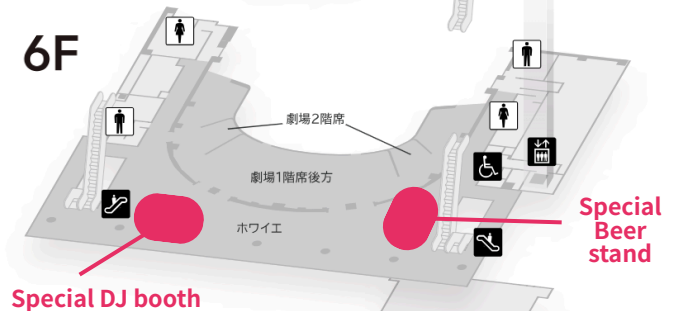 6F
劇場2階席
劇場1階席後方
ホワイエ
Special
Beer
stand
Special DJ booth